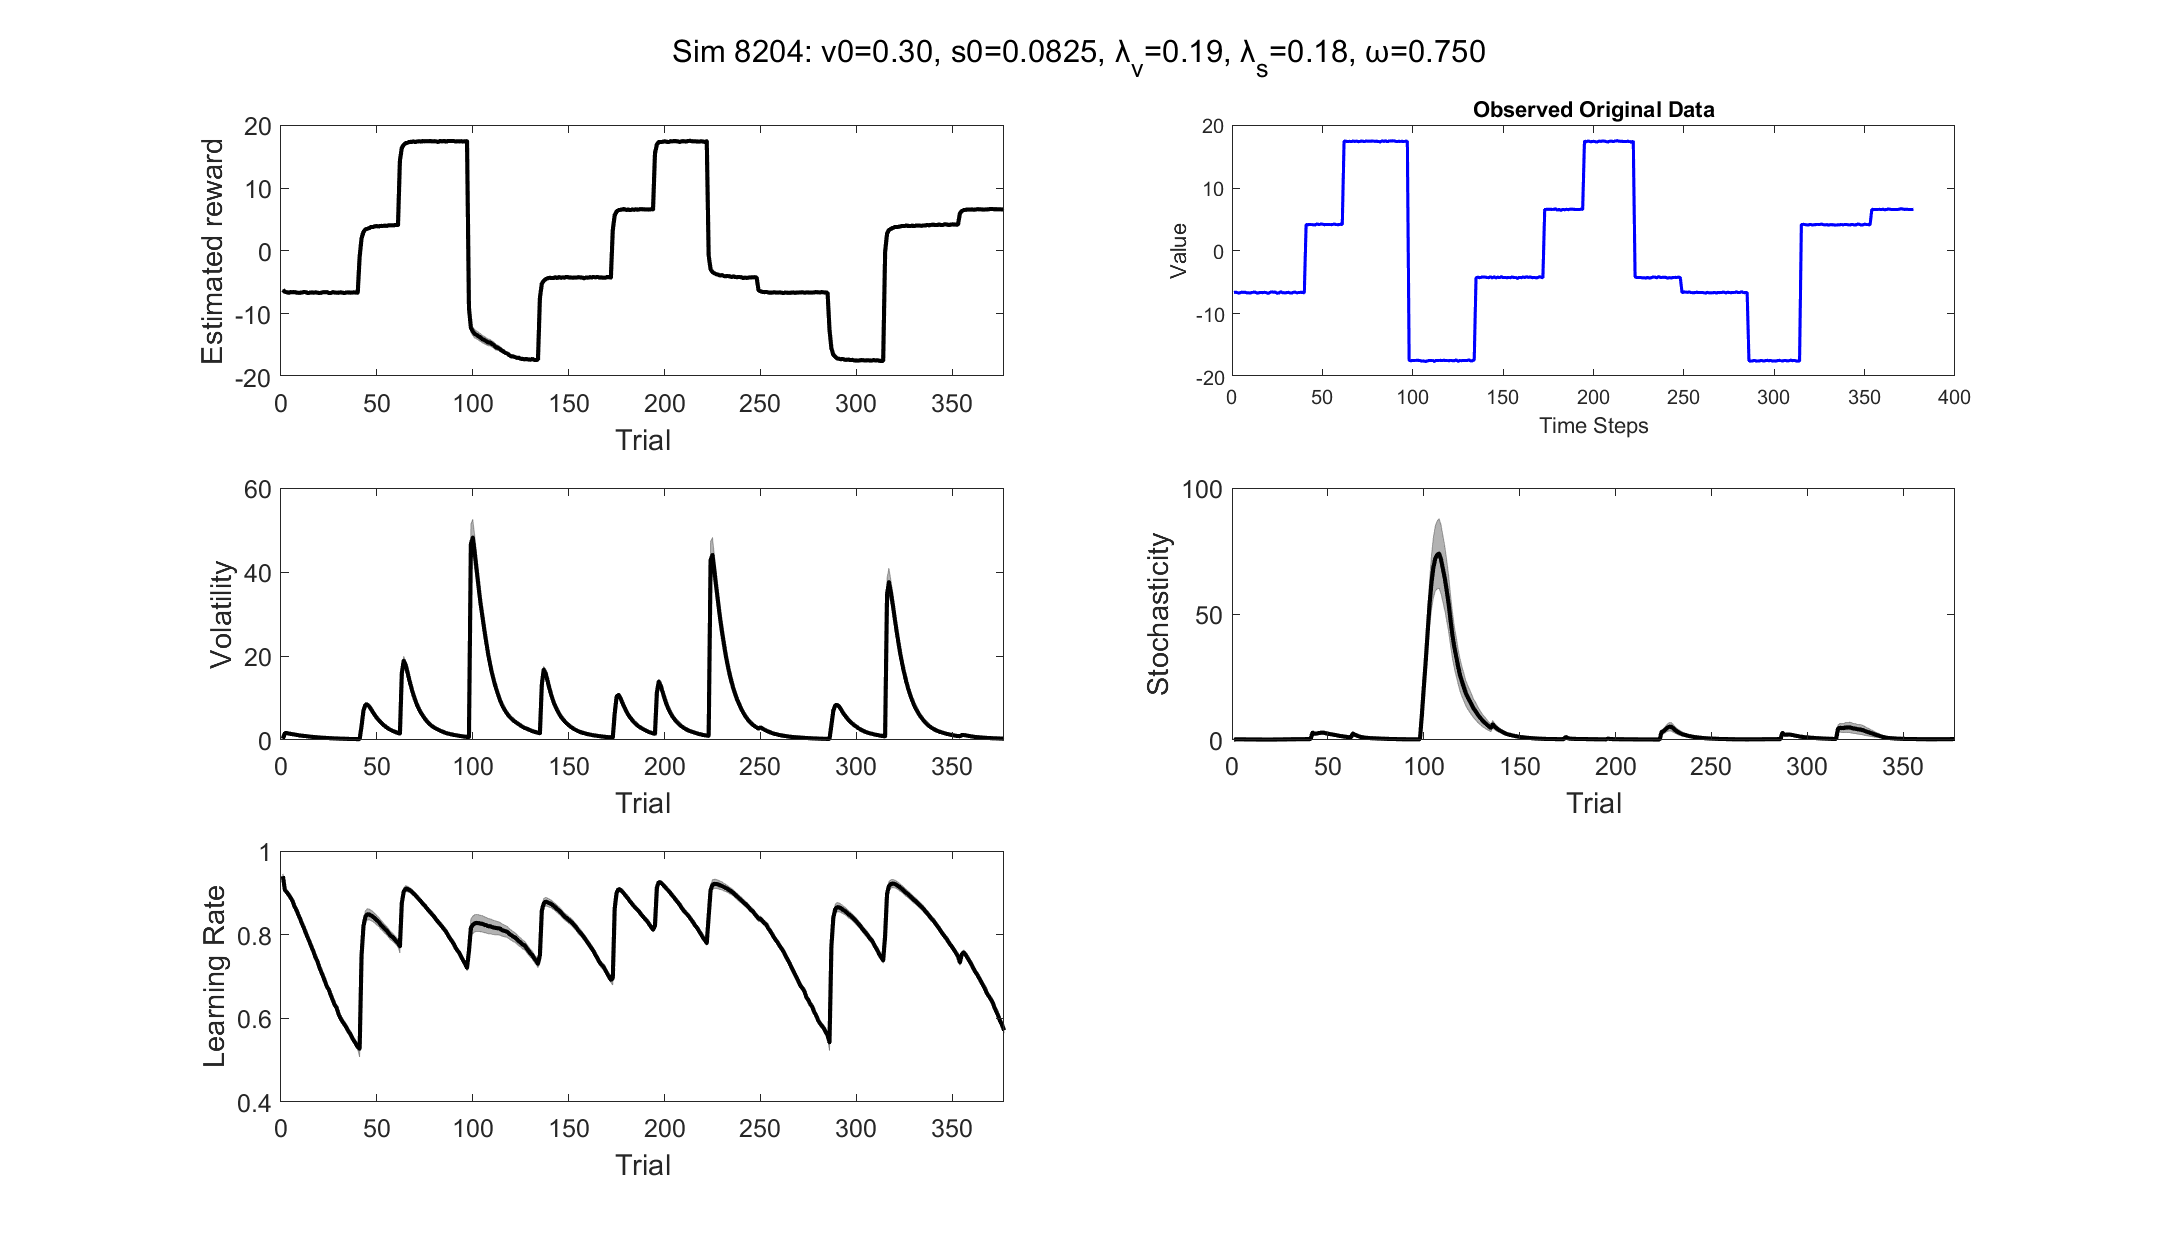 Sim 8204: v0=0.30, s0=0.0825, λv=0.19, λs=0.18, ω=0.750
20
10
0
-10
-20
Estimated reward
0 50 100 150 200 250 300 350
Trial
Observed Original Data
20
10
0
-10
-20
Value
0 50 100 150 200 250 300 350 400
Time Steps
60
40
20
0
Volatility
0 50 100 150 200 250 300 350
Trial
100
50
0
Stochasticity
0 50 100 150 200 250 300 350
Trial
1
0.8
0.6
0.4
Learning Rate
0 50 100 150 200 250 300 350
Trial